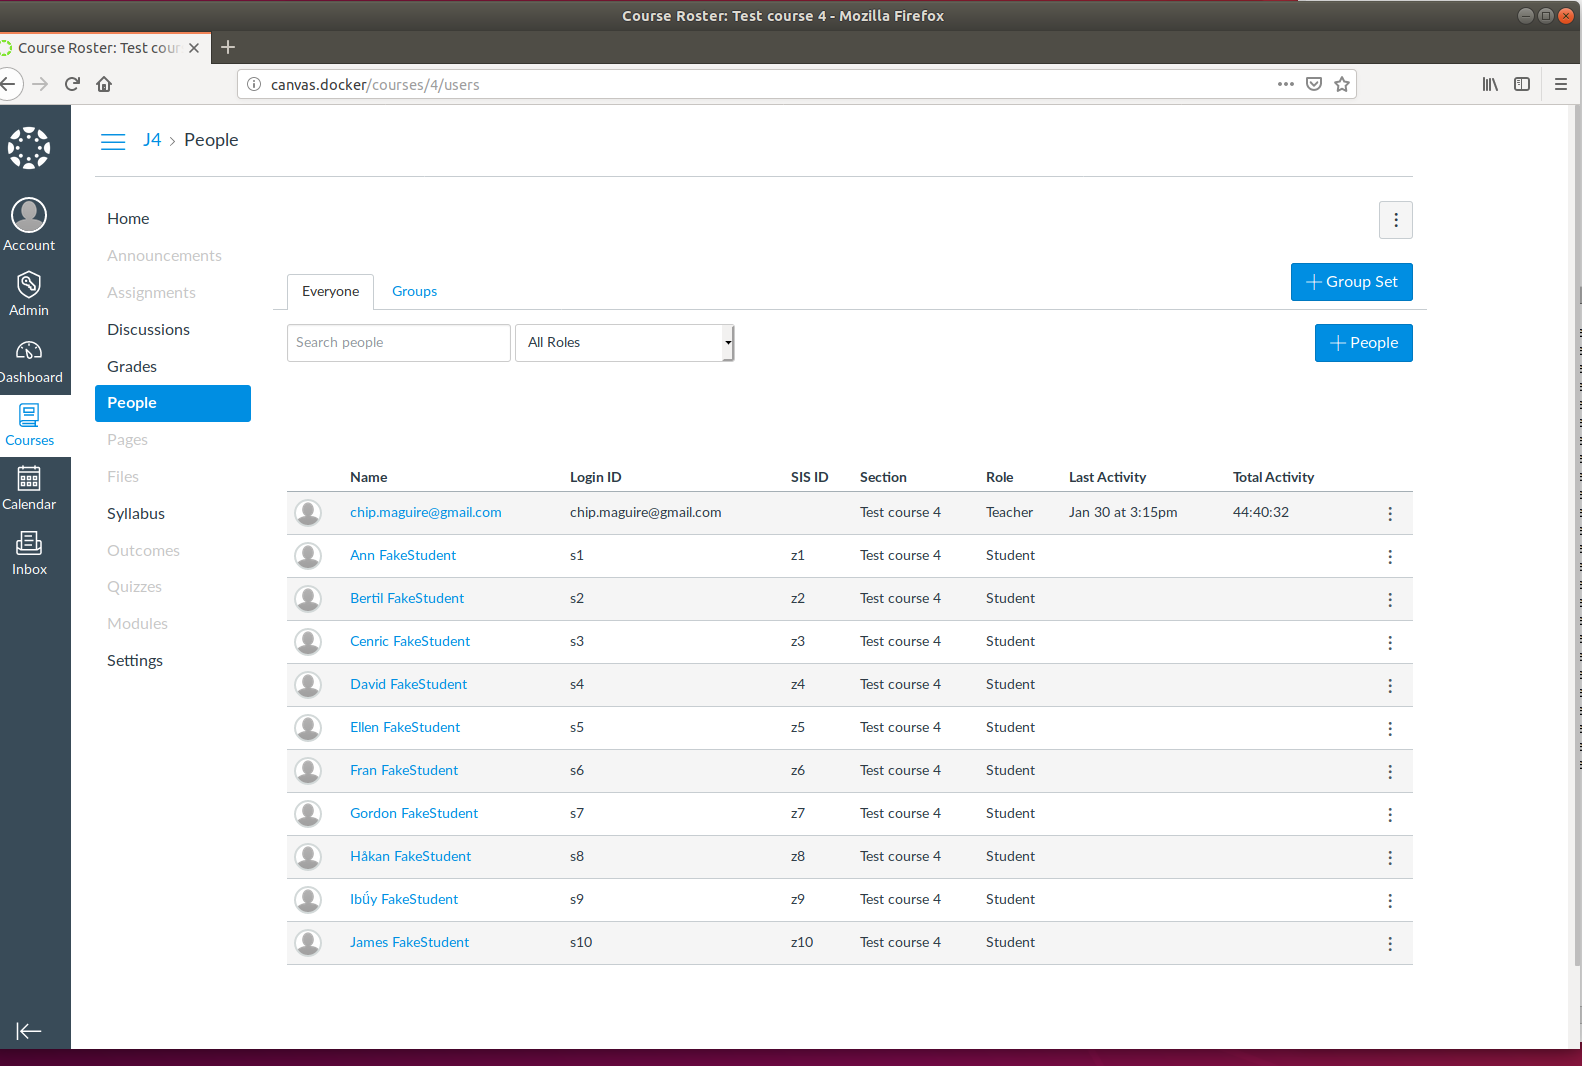 Course Roster: Test course 4 - Mozilla Firefox
Course Roster: Test cour
canvas.docker/courses/4/users
J4 > People
Account
Admin
Dashboard
Courses
Calendar
Inbox
Home
Announcements
Assignments
Discussions
Grades
People
Pages
Files
Syllabus
Outcomes
Quizzes
Modules
Settings
Everyone Groups
+ Group Set
Search people All Roles
+ People
Name Login ID SIS ID Section Role Last Activity Total Activity
chip.maguire@gmail.com chip.maguire@gmail.com Test course 4 Teacher Jan 30 at 3:15pm 44:40:32
Ann FakeStudent s1 z1 Test course 4 Student
Bertil FakeStudent s2 z2 Test course 4 Student
Cenric FakeStudent s3 z3 Test course 4 Student
David FakeStudent s4 z4 Test course 4 Student
Ellen FakeStudent s5 z5 Test course 4 Student
Fran FakeStudent s6 z6 Test course 4 Student
Gordon FakeStudent s7 z7 Test course 4 Student
Håkan FakeStudent s8 z8 Test course 4 Student
Ibǘy FakeStudent s9 z9 Test course 4 Student
James FakeStudent s10 z10 Test course 4 Student